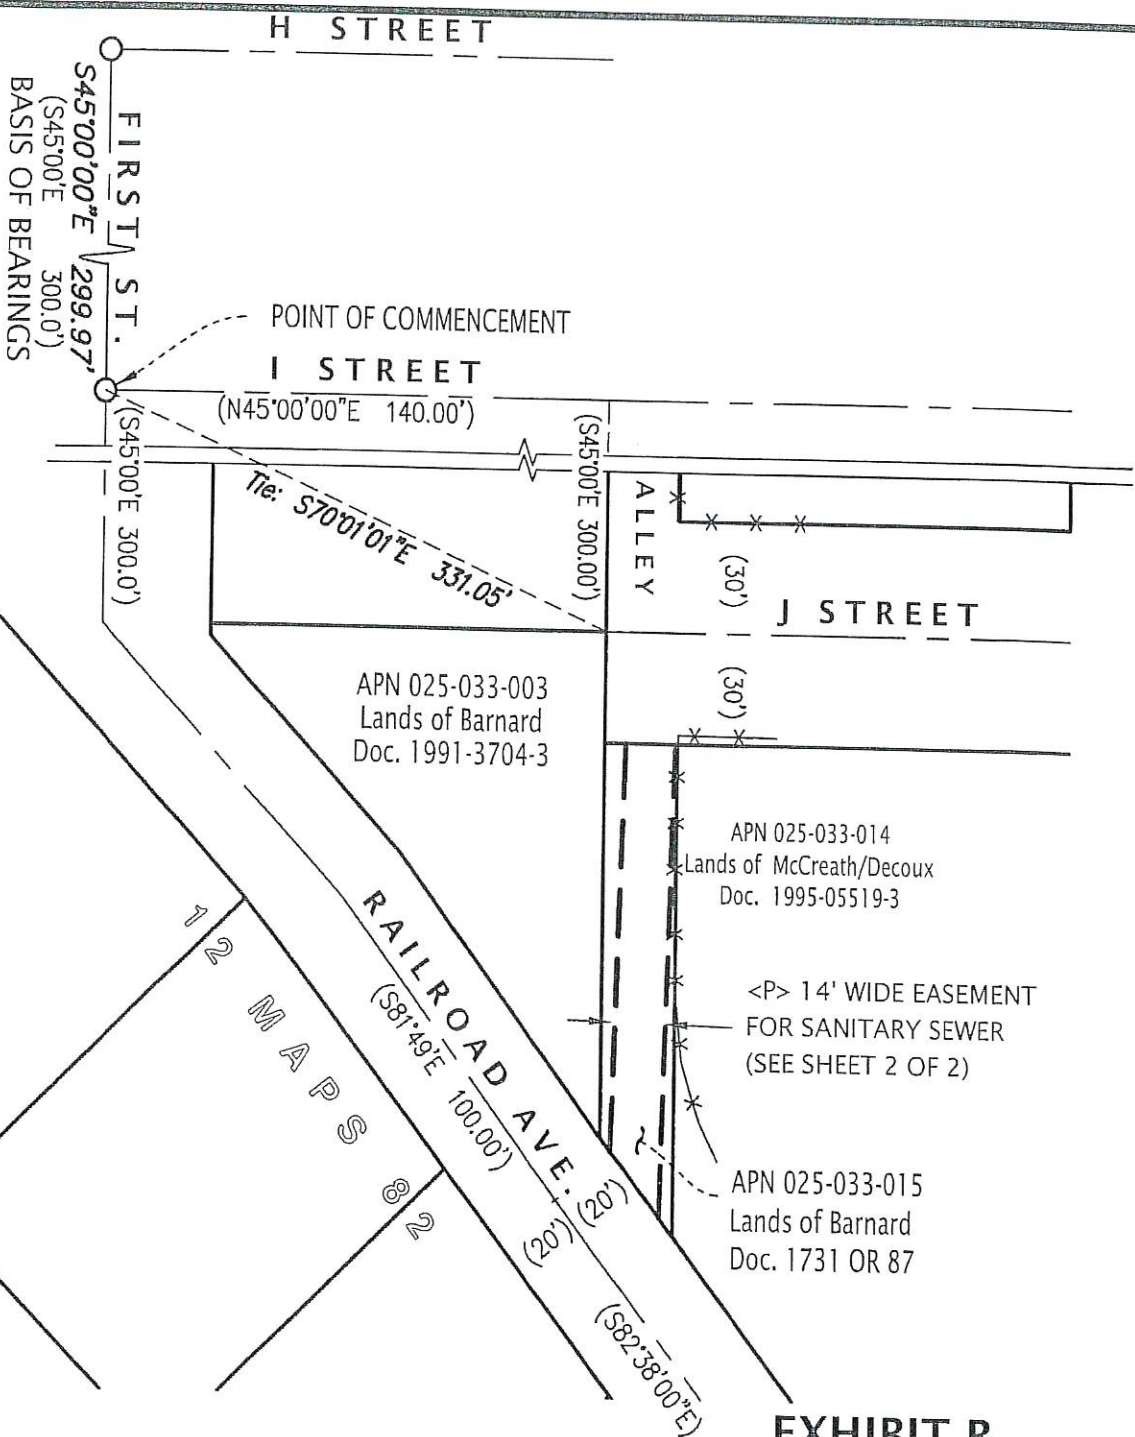 H STREET
FIRST ST.
S45°00'00"E 299.97'
(S45°00'E 300.0')
BASIS OF BEARINGS
POINT OF COMMENCEMENT
I STREET
(N45°00'00"E 140.00')
(S45°00'E 300.0')
Tie: S70°01'01"E 331.05'
(S45°00'E 300.00')
ALLEY
(30')
J STREET
(30')
APN 025-033-003
Lands of Barnard
Doc. 1991-3704-3
APN 025-033-014
Lands of McCreath/Decoux
Doc. 1995-05519-3
RAILROAD AVE.
(S81°49'E 100.00')
(20')
(20')
(S82°38'00"E)
12 MAPS 82
<P> 14' WIDE EASEMENT
FOR SANITARY SEWER
(SEE SHEET 2 OF 2)
APN 025-033-015
Lands of Barnard
Doc. 1731 OR 87
EXHIBIT B